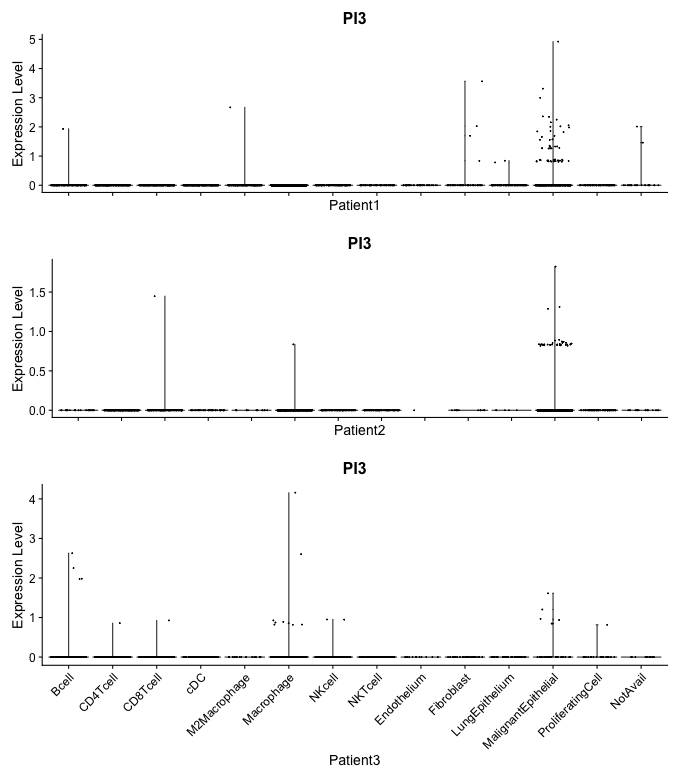 PI3
Expression Level
5
4
3
2
1
0
Patient1
PI3
Expression Level
1.5
1.0
0.5
0.0
Patient2
PI3
Expression Level
4
3
2
1
0
Bcell
CD4Tcell
CD8Tcell
cDC
M2Macrophage
Macrophage
NKcell
NKTcell
Endothelium
Fibroblast
LungEpithelium
MalignantEpithelial
ProliferatingCell
NotAvail
Patient3